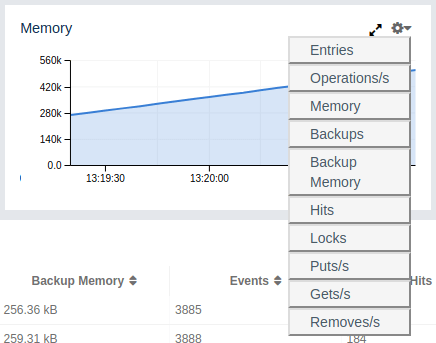 Memory
560k
420k
280k
140k
0.0
13:19:30
13:20:00
Entries
Operations/s
Memory
Backups
Backup
Memory
Hits
Locks
Puts/s
Gets/s
Removes/s
Backup Memory
Events
Hits
256.36 kB
3885
259.31 kB
3888
184